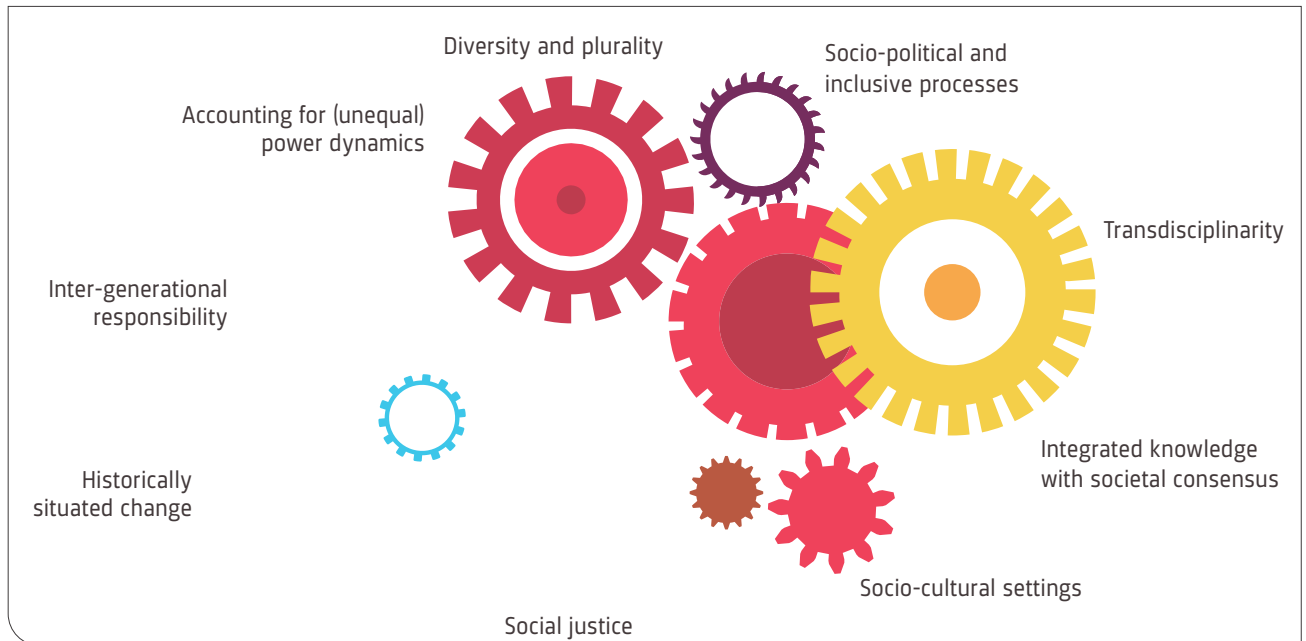 Diversity and plurality
Socio-political and
inclusive processes
Accounting for (unequal)
power dynamics
Transdisciplinarity
Inter-generational
responsibility
Integrated knowledge
with societal consensus
Historically
situated change
Socio-cultural settings
Social justice